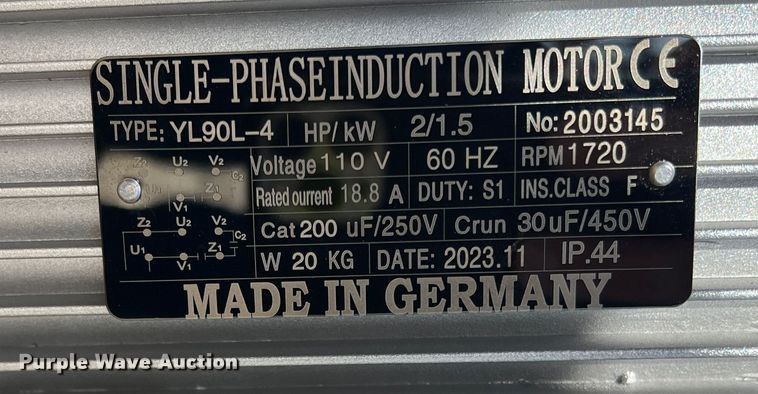 SINGLE-PHASEINDUCTION MOTOR CE
TYPE: YL90L-4 HP/kW 2/1.5 No: 2003145
Z2 U2 V2 C2 Voltage 110 V 60 HZ RPM 1720
U1 V1 Z1 Rated ourrent 18.8 A DUTY: S1 INS.CLASS F
Z2 U2 V2 Cat 200 uF/250V Crun 30uF/450V
U1 V1 Z1 C2 W 20 KG DATE: 2023.11 IP.44
MADE IN GERMANY
Purple Wave Auction